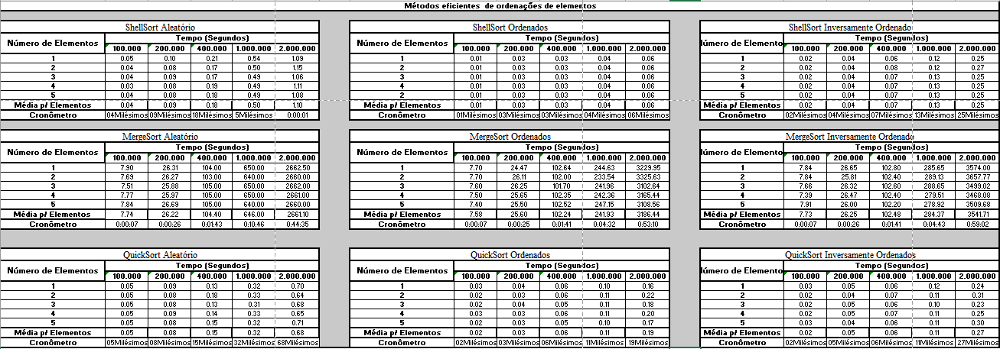 Métodos eficientes de ordenações de elementos
ShellSort Aleatório
Número de Elementos Tempo (Segundos)
100.000 200.000 400.000 1.000.000 2.000.000
1 0.05 0.10 0.21 0.54 1.09
2 0.04 0.08 0.17 0.50 1.15
3 0.04 0.09 0.17 0.49 1.06
4 0.03 0.08 0.19 0.49 1.11
5 0.04 0.08 0.18 0.49 1.08
Média p/ Elementos 0.04 0.09 0.18 0.50 1.10
Cronômetro 04Milésimos 09Milésimos 18Milésimos 5Milésimos 0:00:01
ShellSort Ordenados
Número de Elementos Tempo (Segundos)
100.000 200.000 400.000 1.000.000 2.000.000
1 0.01 0.03 0.03 0.04 0.06
2 0.01 0.03 0.03 0.04 0.06
3 0.01 0.03 0.03 0.04 0.06
4 0.01 0.03 0.03 0.04 0.06
2 0.01 0.03 0.03 0.04 0.06
Média p/ Elementos 0.01 0.03 0.03 0.04 0.06
Cronômetro 01Milésimos 03Milésimos 03Milésimos 04Milésimos 06Milésimos
ShellSort Inversamente Ordenado
Número de Elemento Tempo (Segundos)
100.000 200.000 400.000 1.000.000 2.000.000
1 0.02 0.04 0.06 0.12 0.25
2 0.02 0.04 0.08 0.12 0.27
3 0.02 0.04 0.07 0.13 0.25
4 0.02 0.04 0.07 0.13 0.25
5 0.02 0.04 0.07 0.13 0.25
Média p/ Elementos 0.02 0.04 0.07 0.13 0.25
Cronômetro 02Milésimos 04Milésimos 07Milésimos 13Milésimos 25Milésimos
MergeSort Aleatório
Número de Elementos Tempo (Segundos)
100.000 200.000 400.000 1.000.000 2.000.000
1 7.90 26.31 104.00 650.00 2662.50
2 7.69 26.27 103.00 640.00 2660.00
3 7.51 25.88 105.00 650.00 2662.00
4 7.77 25.97 105.00 650.00 2661.00
5 7.84 26.69 105.00 640.00 2660.00
Média p/ Elementos 7.74 26.22 104.40 646.00 2661.10
Cronômetro 0:00:07 0:00:26 0:01:43 0:10:46 0:44:35
MergeSort Ordenados
Número de Elementos Tempo (Segundos)
100.000 200.000 400.000 1.000.000 2.000.000
1 7.70 24.47 102.64 244.63 3229.95
2 7.70 26.11 102.00 233.54 3325.63
3 7.60 26.25 101.70 241.96 3102.64
4 7.50 25.65 102.35 242.36 3165.44
5 7.40 25.50 102.52 247.15 3108.56
Média p/ Elementos 7.58 25.60 102.24 241.93 3186.44
Cronômetro 0:00:07 0:00:25 0:01:41 0:04:32 0:53:10
MergeSort Inversamente Ordenado
Número de Elemento Tempo (Segundos)
100.000 200.000 400.000 1.000.000 2.000.000
1 7.84 26.65 102.80 285.65 3574.00
2 7.84 25.81 102.40 289.13 3657.77
3 7.66 26.32 102.60 288.65 3499.02
4 7.39 26.47 102.40 279.51 3468.08
5 7.91 26.00 102.20 278.92 3509.68
Média p/ Elementos 7.73 26.25 102.48 284.37 3541.71
Cronômetro 0:00:07 0:00:26 0:01:41 0:04:43 0:59:02
QuickSort Aleatório
Número de Elementos Tempo (Segundos)
100.000 200.000 400.000 1.000.000 2.000.000
1 0.05 0.09 0.13 0.32 0.70
2 0.05 0.08 0.18 0.33 0.64
3 0.05 0.08 0.13 0.31 0.68
4 0.05 0.09 0.14 0.33 0.65
5 0.05 0.08 0.15 0.32 0.71
Média p/ Elementos 0.05 0.08 0.15 0.32 0.68
Cronômetro 05Milésimos 08Milésimos 15Milésimos 32Milésimos 68Milésimos
QuickSort Ordenados
Número de Elementos Tempo (Segundos)
100.000 200.000 400.000 1.000.000 2.000.000
1 0.03 0.04 0.06 0.10 0.16
2 0.02 0.03 0.06 0.11 0.22
3 0.02 0.04 0.05 0.11 0.18
4 0.03 0.03 0.06 0.11 0.20
5 0.02 0.03 0.05 0.10 0.17
Média p/ Elementos 0.02 0.03 0.06 0.11 0.19
Cronômetro 02Milésimos 03Milésimos 06Milésimos 11Milésimos 19Milésimos
QuickSort Inversamente Ordenados
Número de Elemento Tempo (Segundos)
100.000 200.000 400.000 1.000.000 2.000.000
1 0.03 0.05 0.06 0.12 0.24
2 0.02 0.04 0.07 0.11 0.31
3 0.02 0.05 0.06 0.10 0.23
4 0.02 0.05 0.07 0.11 0.25
5 0.03 0.05 0.06 0.11 0.30
Média p/ Elementos 0.02 0.05 0.06 0.11 0.27
Cronômetro 02Milésimos 05Milésimos 06Milésimos 11Milésimos 27Milésimos